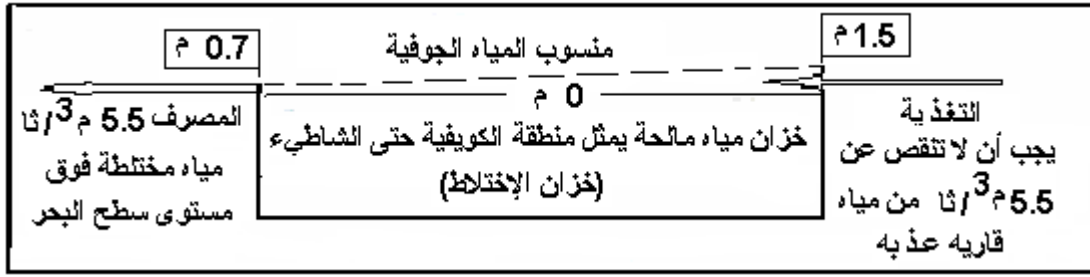 1.5 م
منسوب المياه الجوفية
0.7 م
0 م
التغذية
يجب أن لا تنقص عن
5.5 م3/ثا من مياه
قاريه عذبه
خزان مياه مالحة يمثل منطقة الكويفية حتى الشاطيء
(خزان الإختلاط)
المصرف 5.5 م3/ثا
مياه مختلطة فوق
مستوى سطح البحر